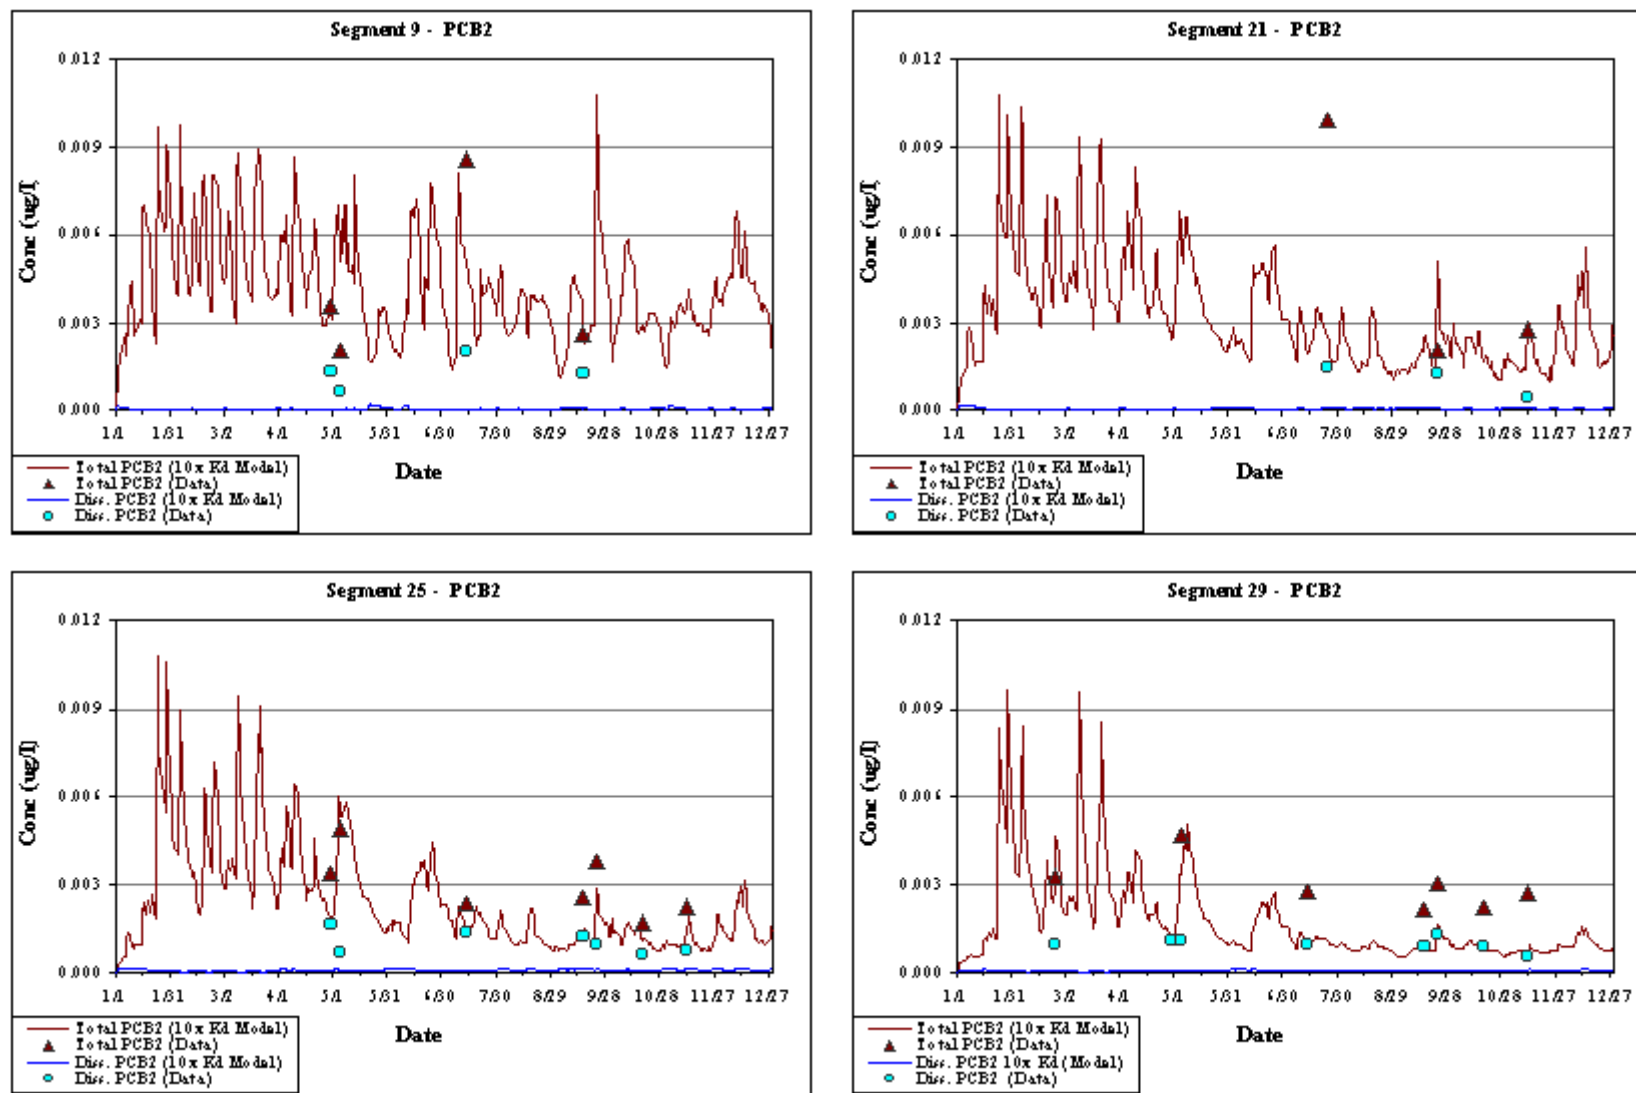 Segment 9 - PCB2
0.012
0.009
0.006
0.003
0.000
Conc (ug/L)
1/1 1/31 3/2 4/1 5/1 5/31 6/30 7/30 8/29 9/28 10/28 11/27 12/27
Date
Total PCB2 (10x Kd Model)
Total PCB2 (Data)
Diss. PCB2 (10x Kd Model)
Diss. PCB2 (Data)
Segment 21 - PCB2
0.012
0.009
0.006
0.003
0.000
Conc (ug/L)
1/1 1/31 3/2 4/1 5/1 5/31 6/30 7/30 8/29 9/28 10/28 11/27 12/27
Date
Total PCB2 (10x Kd Model)
Total PCB2 (Data)
Diss. PCB2 (10x Kd Model)
Diss. PCB2 (Data)
Segment 25 - PCB2
0.012
0.009
0.006
0.003
0.000
Conc (ug/l)
1/1 1/31 3/2 4/1 5/1 5/31 6/30 7/30 8/29 9/28 10/28 11/27 12/27
Date
Total PCB2 (10x Kd Model)
Total PCB2 (Data)
Diss. PCB2 (10x Kd Model)
Diss. PCB2 (Data)
Segment 29 - PCB2
0.012
0.009
0.006
0.003
0.000
Conc (ug/l)
1/1 1/31 3/2 4/1 5/1 5/31 6/30 7/30 8/29 9/28 10/28 11/27 12/27
Date
Total PCB2 (10x Kd Model)
Total PCB2 (Data)
Diss. PCB2 10x Kd (Model)
Diss. PCB2 (Data)